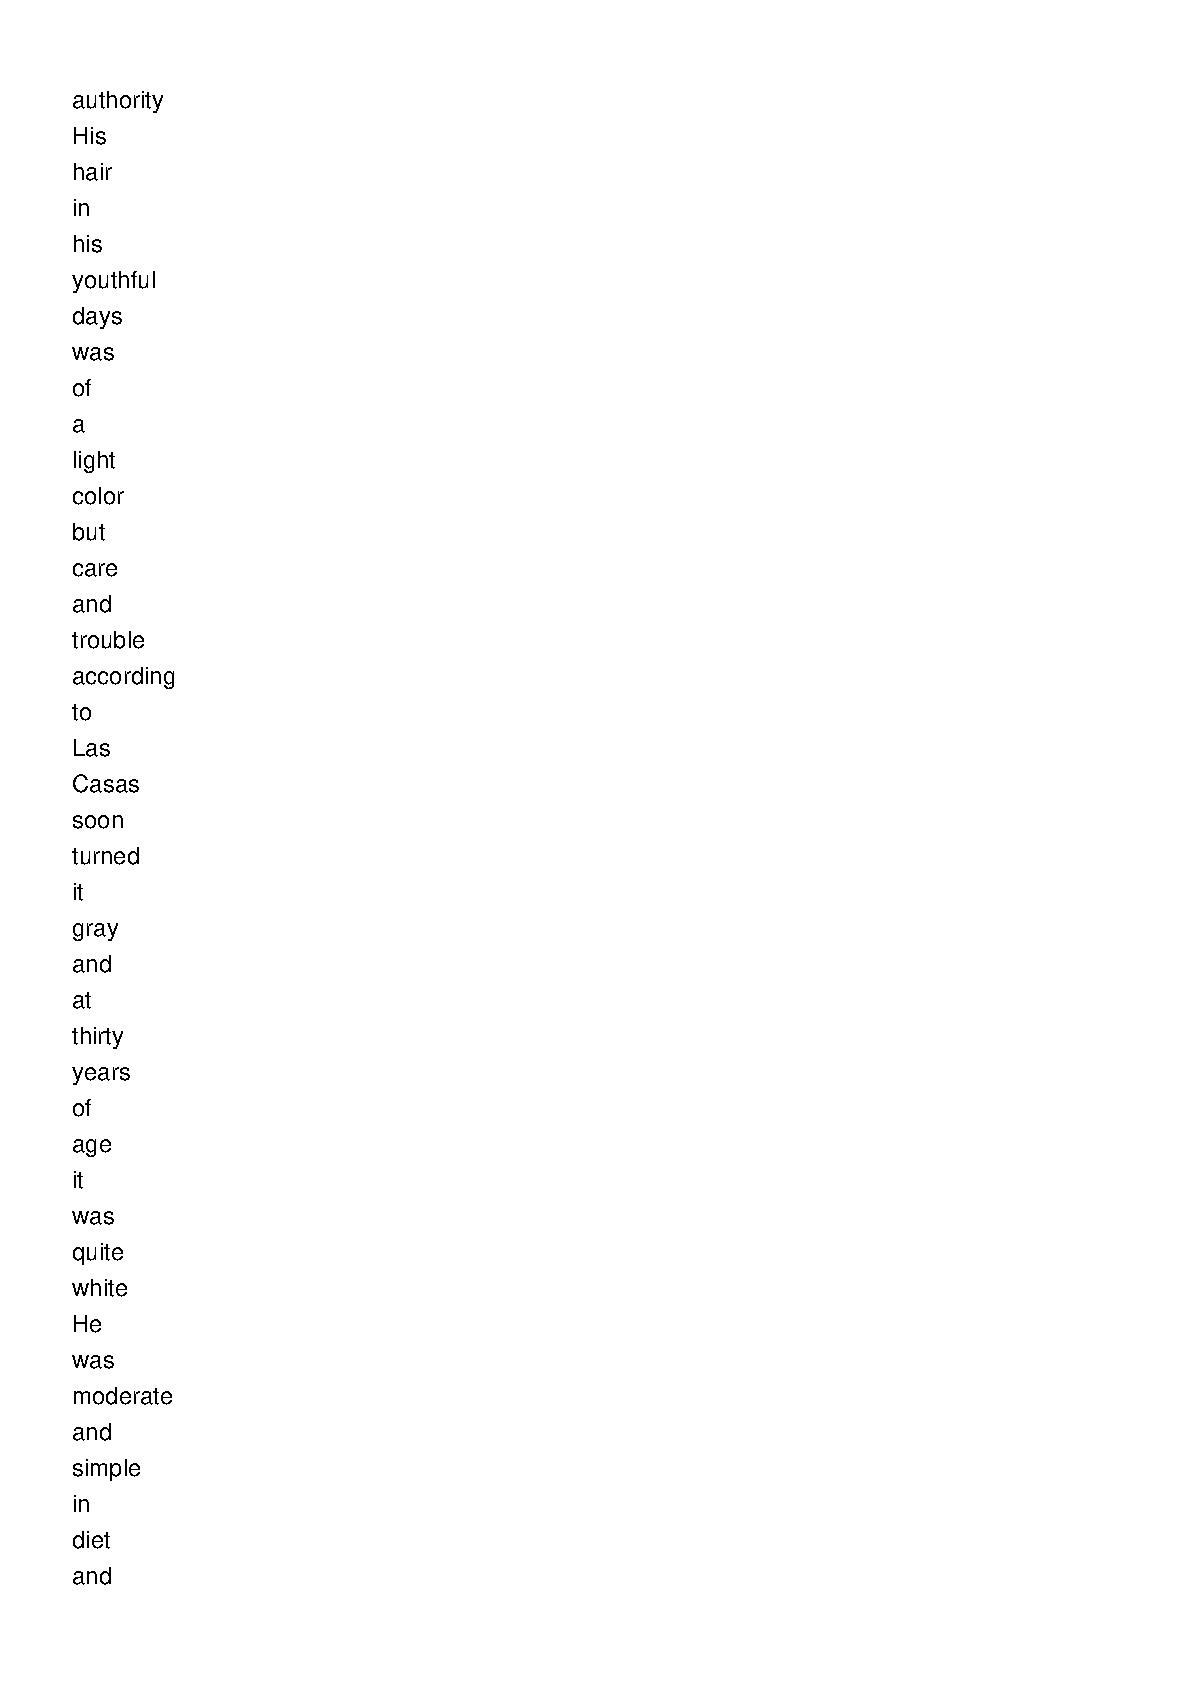 authority
His
hair
in
his
youthful
days
was
of
a
light
color
but
care
and
trouble
according
to
Las
Casas
soon
turned
it
gray
and
at
thirty
years
of
age
it
was
quite
white
He
was
moderate
and
simple
in
diet
and